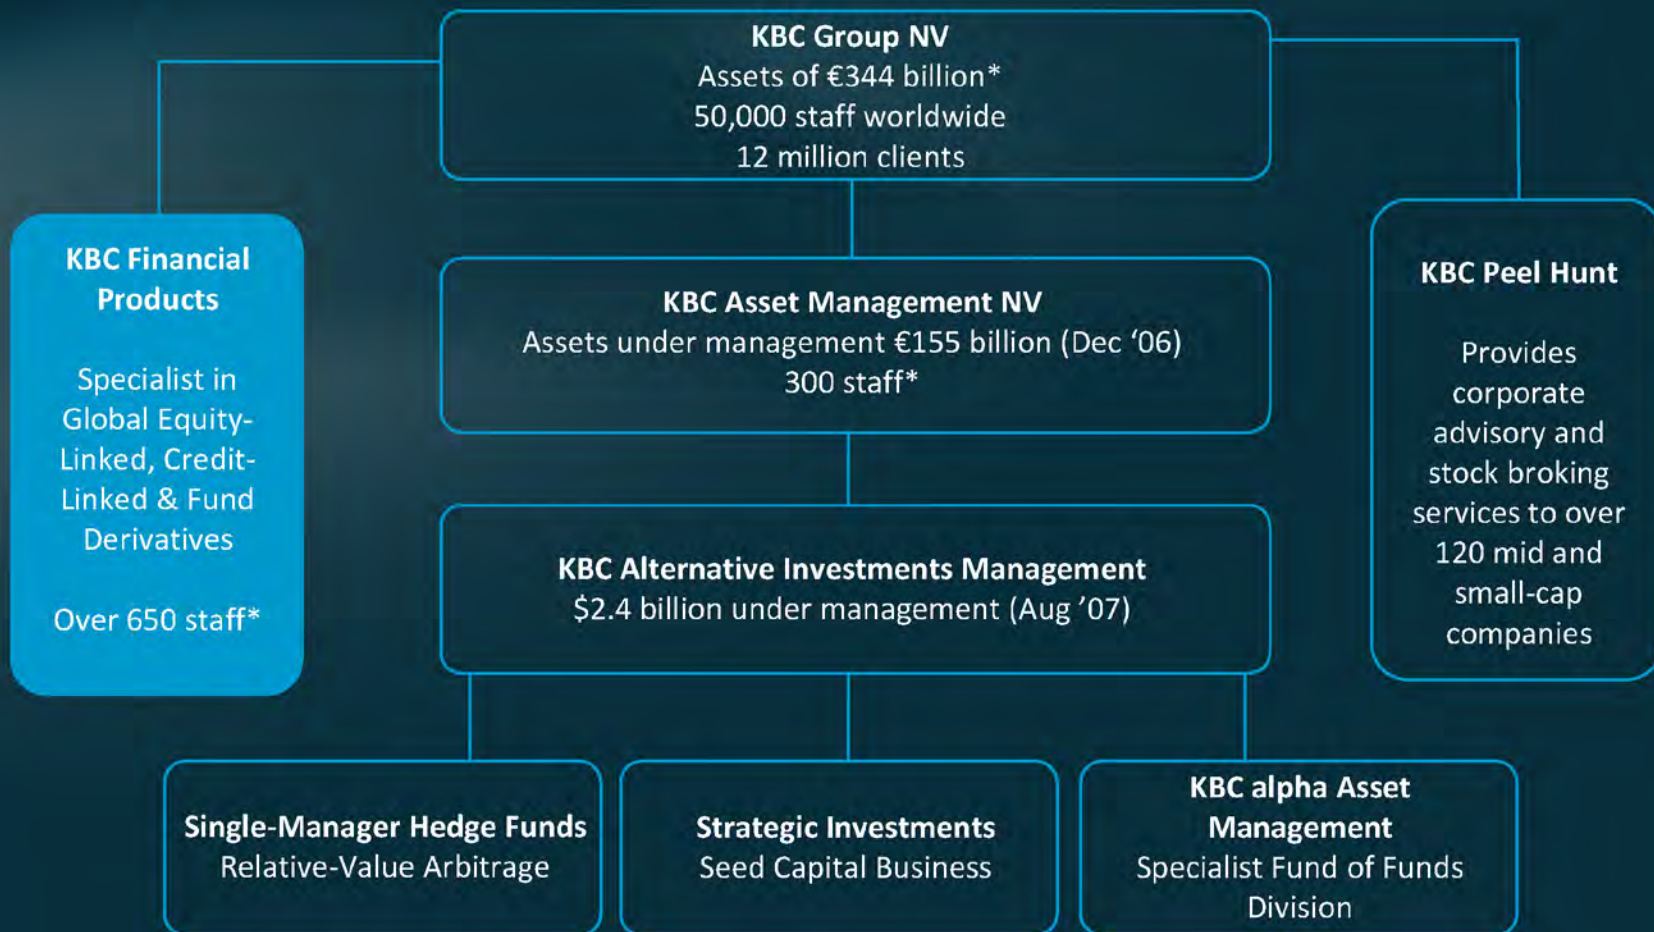 KBC Group NV
Assets of €344 billion*
50,000 staff worldwide
12 million clients
KBC Financial
Products
Specialist in
Global Equity-
Linked, Credit-
Linked & Fund
Derivatives
Over 650 staff*
KBC Asset Management NV
Assets under management €155 billion (Dec ‘06)
300 staff*
KBC Peel Hunt
Provides
corporate
advisory and
stock broking
services to over
120 mid and
small-cap
companies
KBC Alternative Investments Management
$2.4 billion under management (Aug ’07)
Single-Manager Hedge Funds
Relative-Value Arbitrage
Strategic Investments
Seed Capital Business
KBC alpha Asset
Management
Specialist Fund of Funds
Division